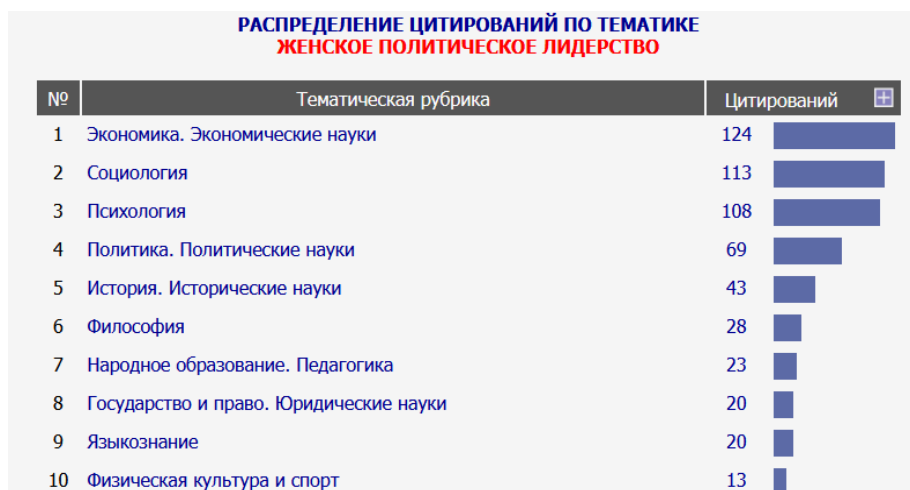 РАСПРЕДЕЛЕНИЕ ЦИТИРОВАНИЙ ПО ТЕМАТИКЕ
ЖЕНСКОЕ ПОЛИТИЧЕСКОЕ ЛИДЕРСТВО
№ Тематическая рубрика Цитирований
1 Экономика. Экономические науки 124
2 Социология 113
3 Психология 108
4 Политика. Политические науки 69
5 История. Исторические науки 43
6 Философия 28
7 Народное образование. Педагогика 23
8 Государство и право. Юридические науки 20
9 Языкознание 20
10 Физическая культура и спорт 13